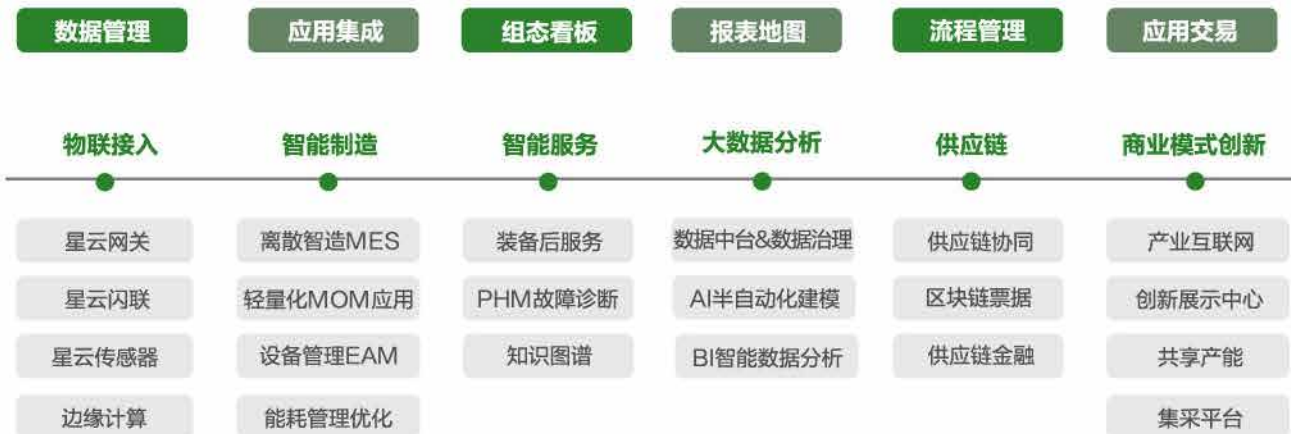 数据管理
应用集成
组态看板
报表地图
流程管理
应用交易
物联接入
智能制造
智能服务
大数据分析
供应链
商业模式创新
星云网关
离散智造MES
装备后服务
数据中台&数据治理
供应链协同
产业互联网
星云闪联
轻量化MOM应用
PHM故障诊断
AI半自动化建模
区块链票据
创新展示中心
星云传感器
设备管理EAM
知识图谱
BI智能数据分析
供应链金融
共享产能
边缘计算
能耗管理优化
集采平台